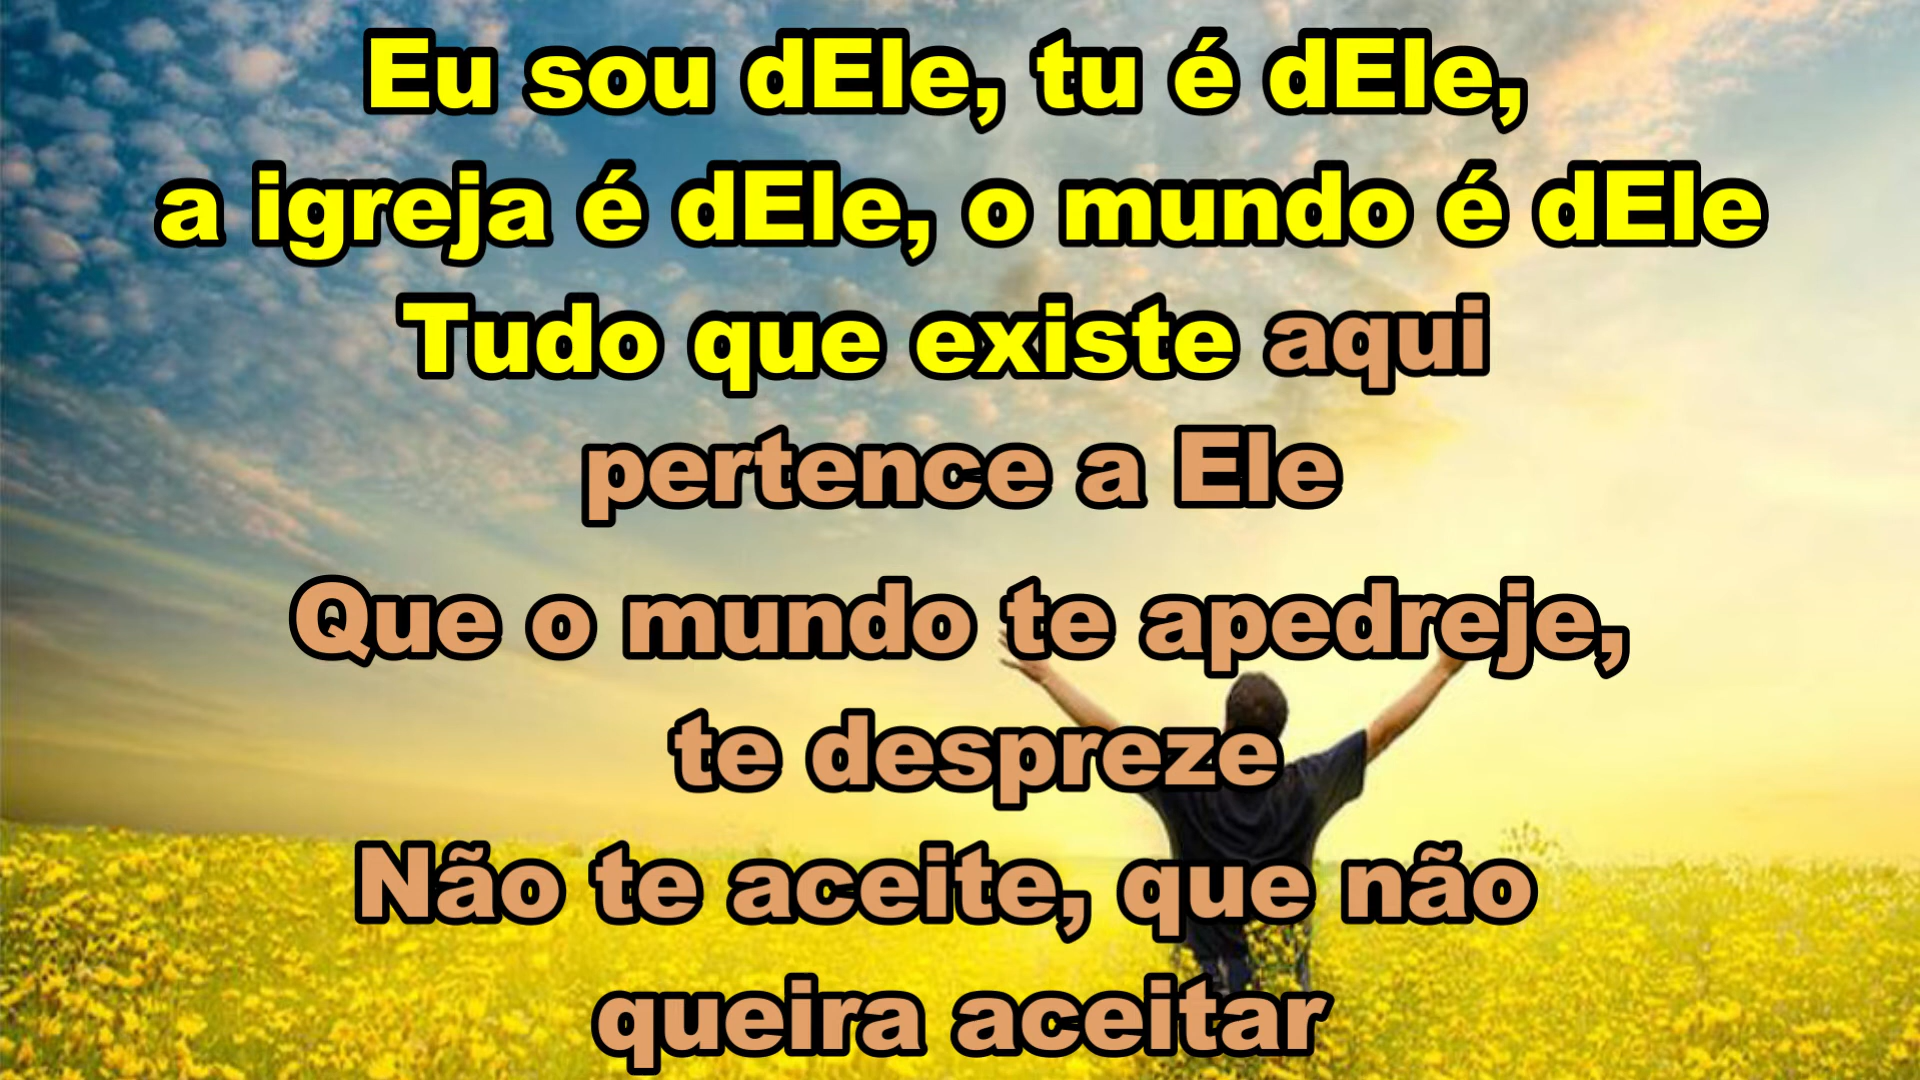 Eu sou dEle, tu é dEle,
a igreja é dEle, o mundo é dEle
Tudo que existe aqui
pertence a Ele
Que o mundo te apedreje,
te despreze
Não te aceite, que não
queira aceitar